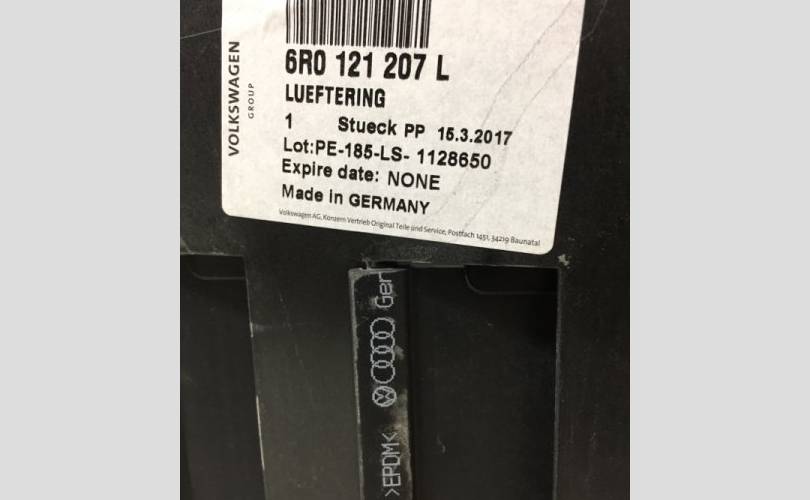 VOLKSWAGEN
GROUP
6R0 121 207 L
LUEFTERING
1 Stueck PP 15.3.2017
Lot:PE-185-LS- 1128650
Expire date: NONE
Made in GERMANY
Volkswagen AG, Konzern Vertrieb Original Teile und Service, Postfach 1451, 34219 Baunatal
>EPDM<
Ger